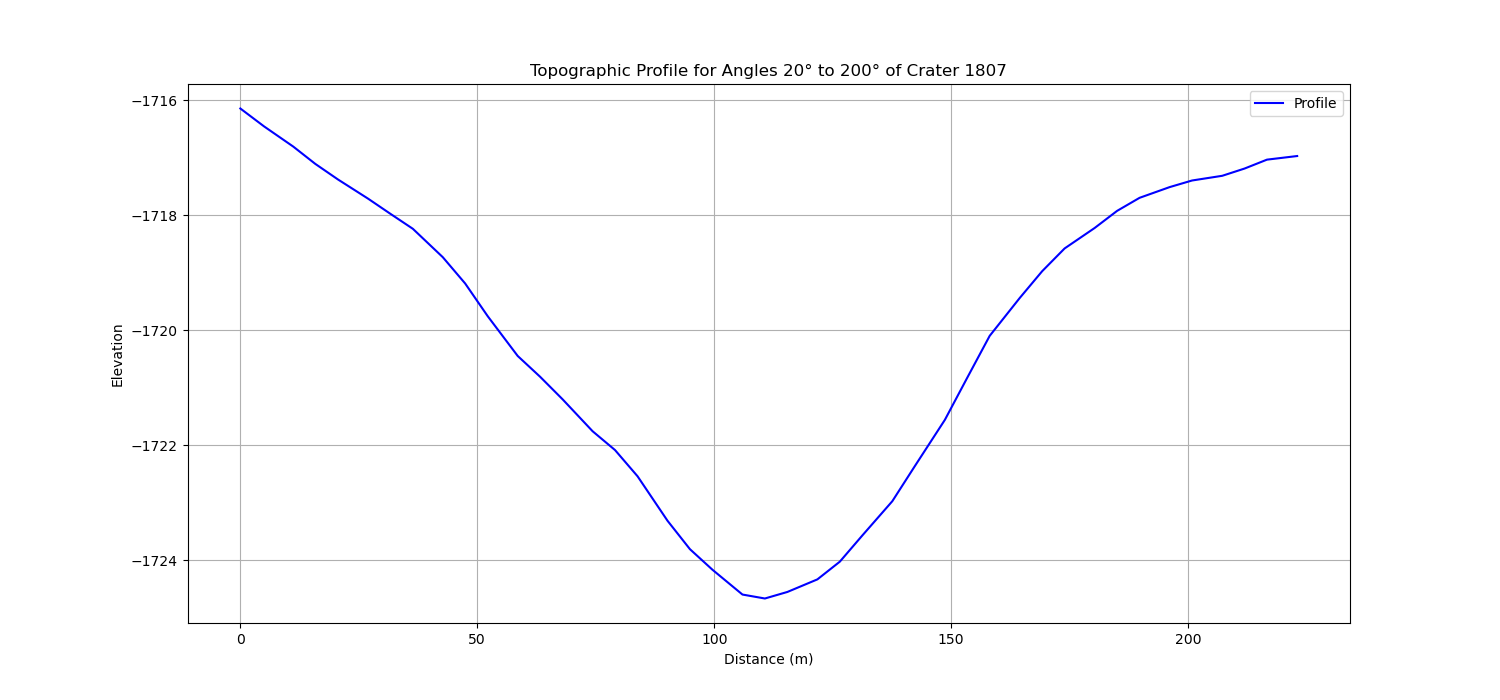 Topographic Profile for Angles 20° to 200° of Crater 1807
Profile
−1716
−1718
−1720
−1722
−1724
Elevation
0 50 100 150 200
Distance (m)